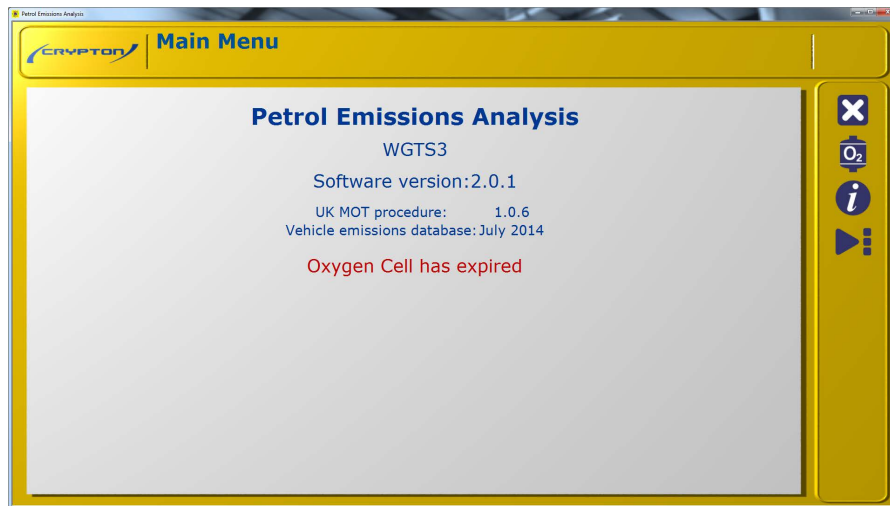 Petrol Emissions Analysis
CRYPTON
Main Menu
Petrol Emissions Analysis
WGTS3
Software version:2.0.1
UK MOT procedure: 1.0.6
Vehicle emissions database: July 2014
Oxygen Cell has expired
O₂
i